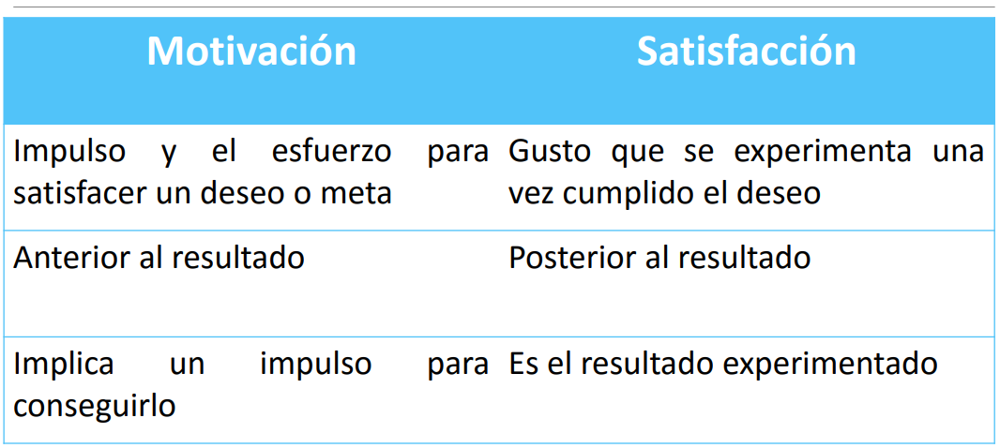 Motivación
Satisfacción
Impulso y el esfuerzo para
satisfacer un deseo o meta
Gusto que se experimenta una
vez cumplido el deseo
Anterior al resultado
Posterior al resultado
Implica un impulso para
conseguirlo
Es el resultado experimentado